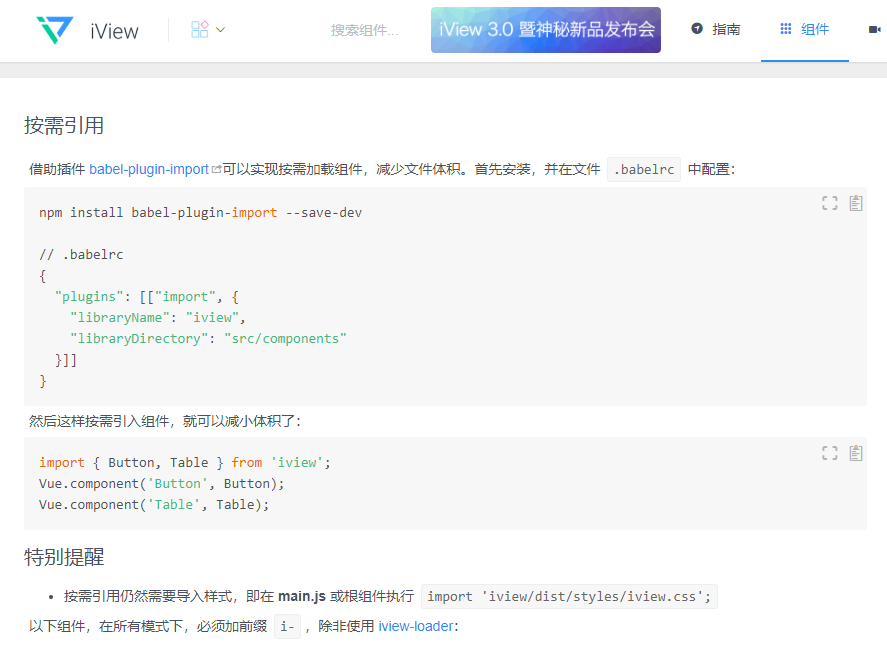 iView
搜索组件...
iView 3.0 暨神秘新品发布会
指南
组件
按需引用
借助插件 babel-plugin-import 可以实现按需加载组件，减少文件体积。首先安装，并在文件 .babelrc 中配置：
npm install babel-plugin-import --save-dev
// .babelrc
{
  "plugins": [["import", {
    "libraryName": "iview",
    "libraryDirectory": "src/components"
  }]]
}
然后这样按需引入组件，就可以减小体积了：
import { Button, Table } from 'iview';
Vue.component('Button', Button);
Vue.component('Table', Table);
特别提醒
• 按需引用仍然需要导入样式，即在 main.js 或根组件执行 import 'iview/dist/styles/iview.css';
以下组件，在所有模式下，必须加前缀 i- ，除非使用 iview-loader：